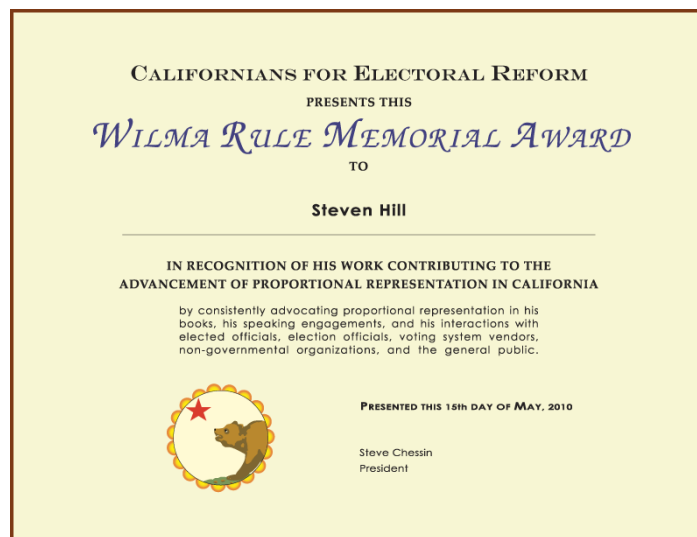 CALIFORNIANS FOR ELECTORAL REFORM
PRESENTS THIS
WILMA RULE MEMORIAL AWARD
TO
Steven Hill
IN RECOGNITION OF HIS WORK CONTRIBUTING TO THE
ADVANCEMENT OF PROPORTIONAL REPRESENTATION IN CALIFORNIA
by consistently advocating proportional representation in his
books, his speaking engagements, and his interactions with
elected officials, election officials, voting system vendors,
non-governmental organizations, and the general public.
PRESENTED THIS 15th DAY OF MAY, 2010
Steve Chessin
President